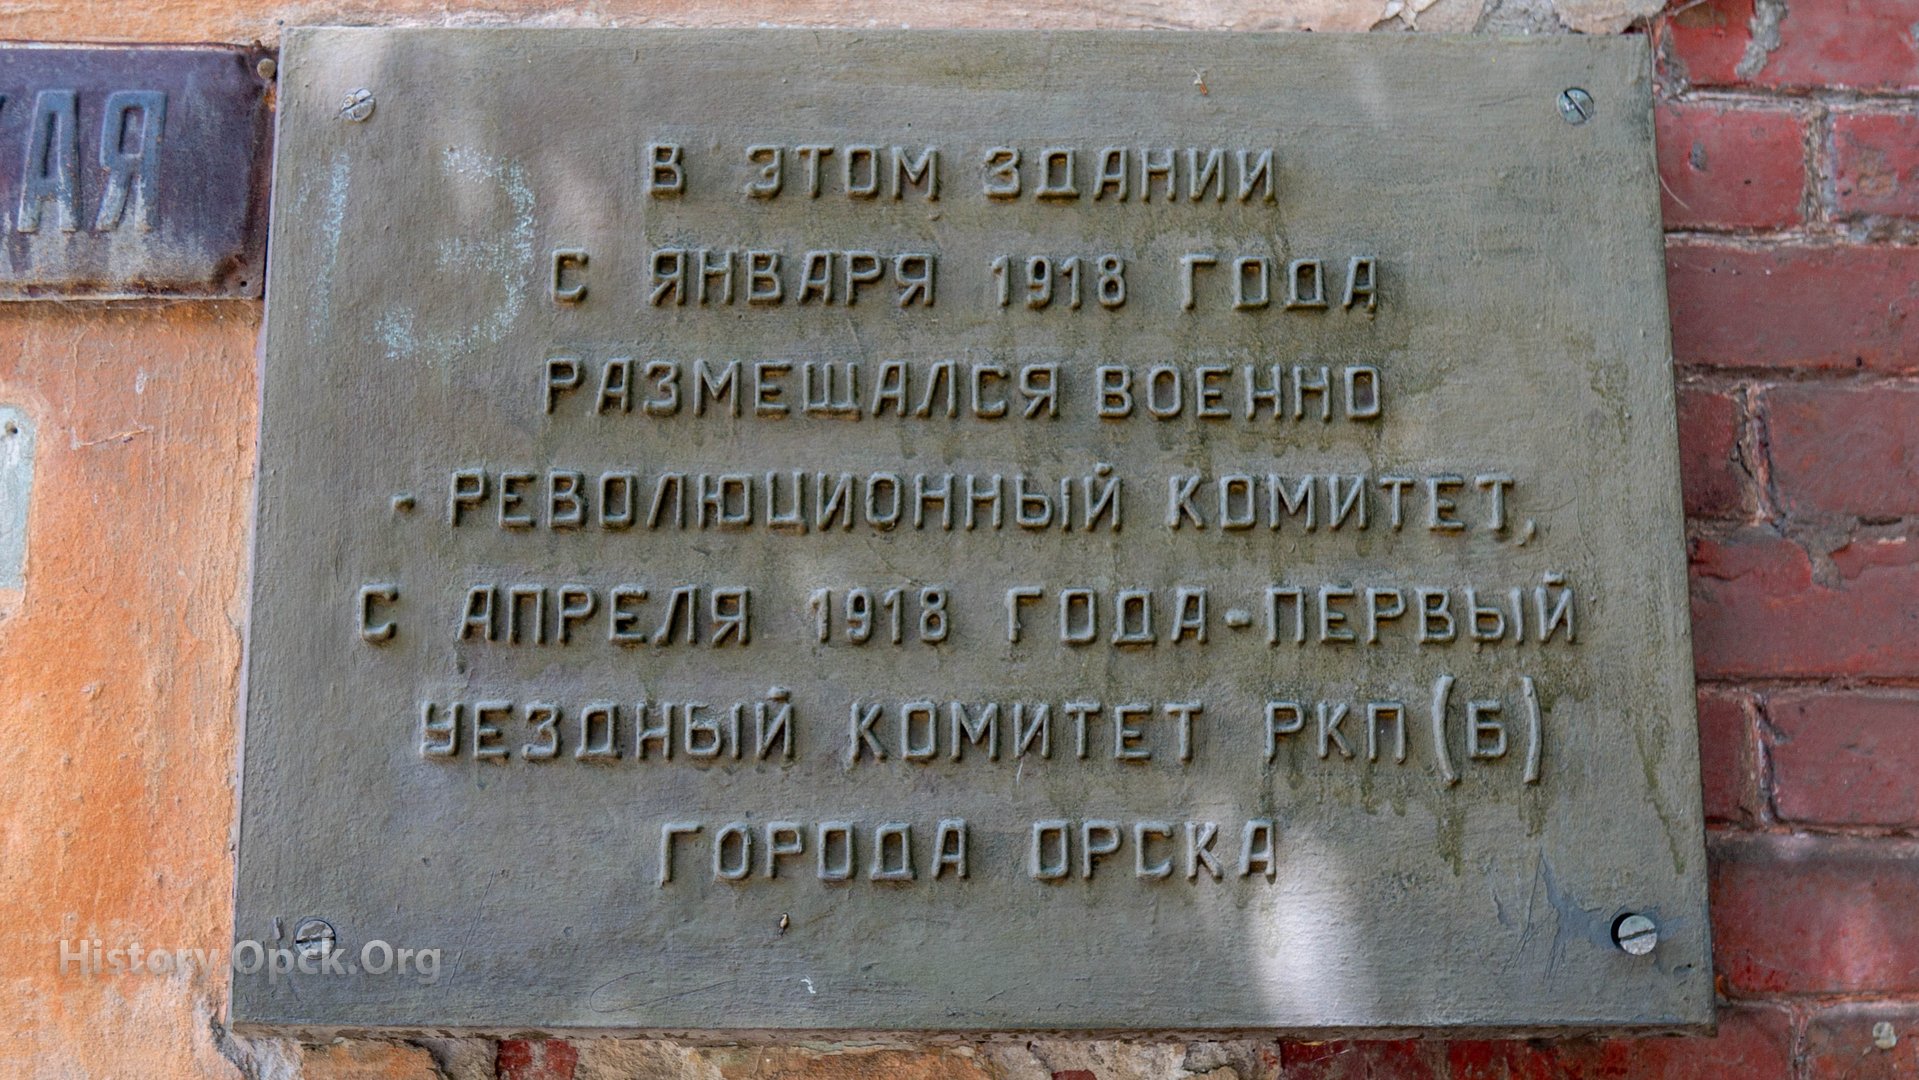 В ЭТОМ ЗДАНИИ
С ЯНВАРЯ 1918 ГОДА
РАЗМЕЩАЛСЯ ВОЕННО
-РЕВОЛЮЦИОННЫЙ КОМИТЕТ,
С АПРЕЛЯ 1918 ГОДА-ПЕРВЫЙ
УЕЗДНЫЙ КОМИТЕТ РКП(Б)
ГОРОДА ОРСКА
History.Opck.Org